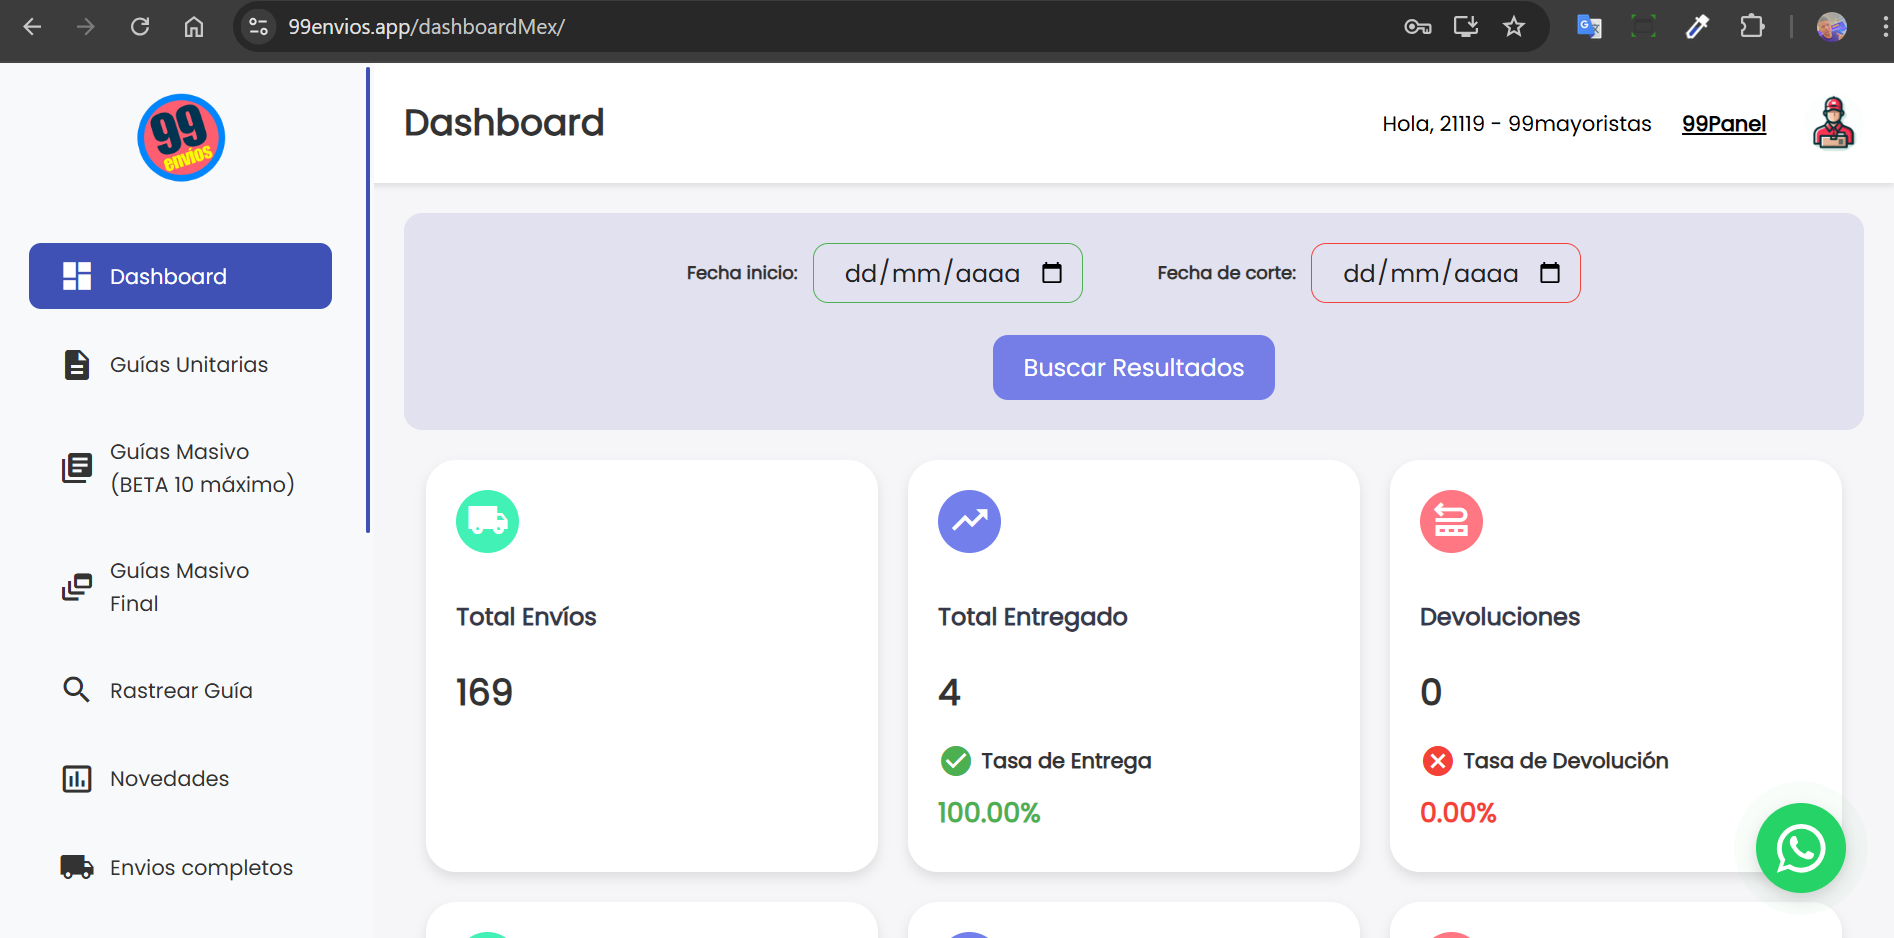 99envios.app/dashboardMex/
99
envíos
Dashboard
Hola, 21119 - 99mayoristas
99Panel
Dashboard
Guías Unitarias
Guías Masivo
(BETA 10 máximo)
Guías Masivo
Final
Rastrear Guía
Novedades
Envios completos
Fecha inicio:
dd/mm/aaaa
Fecha de corte:
dd/mm/aaaa
Buscar Resultados
Total Envíos
169
Total Entregado
4
Tasa de Entrega
100.00%
Devoluciones
0
Tasa de Devolución
0.00%